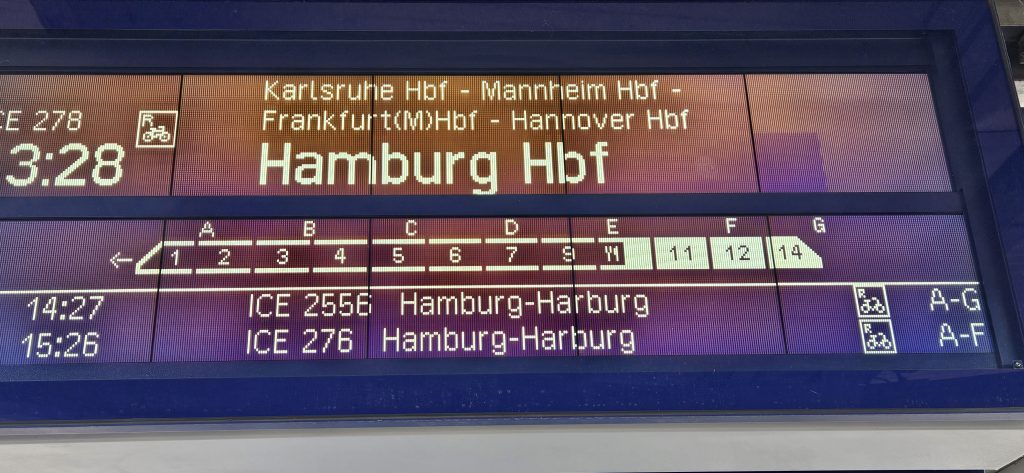 CE 278
R
3:28
Karlsruhe Hbf - Mannheim Hbf -
Frankfurt(M)Hbf - Hannover Hbf
Hamburg Hbf
A B C D E F G
← 1 2 3 4 5 6 7 9 11 12 14
14:27 ICE 2556 Hamburg-Harburg R A-G
15:26 ICE 276 Hamburg-Harburg R A-F